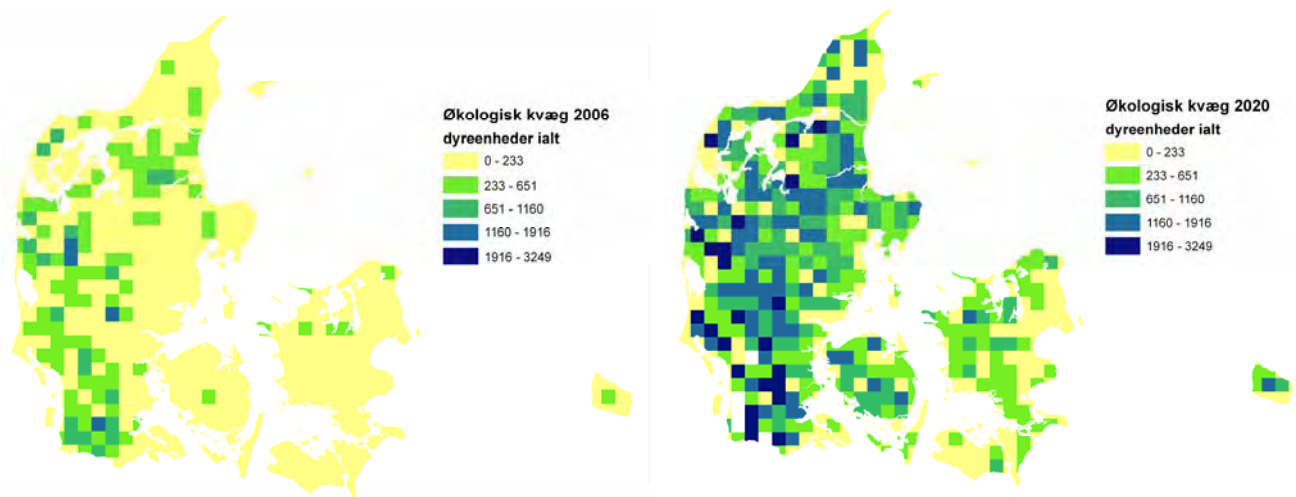 Økologisk kvæg 2006
dyreenheder ialt
0 - 233
233 - 651
651 - 1160
1160 - 1916
1916 - 3249
Økologisk kvæg 2020
dyreenheder ialt
0 - 233
233 - 651
651 - 1160
1160 - 1916
1916 - 3249